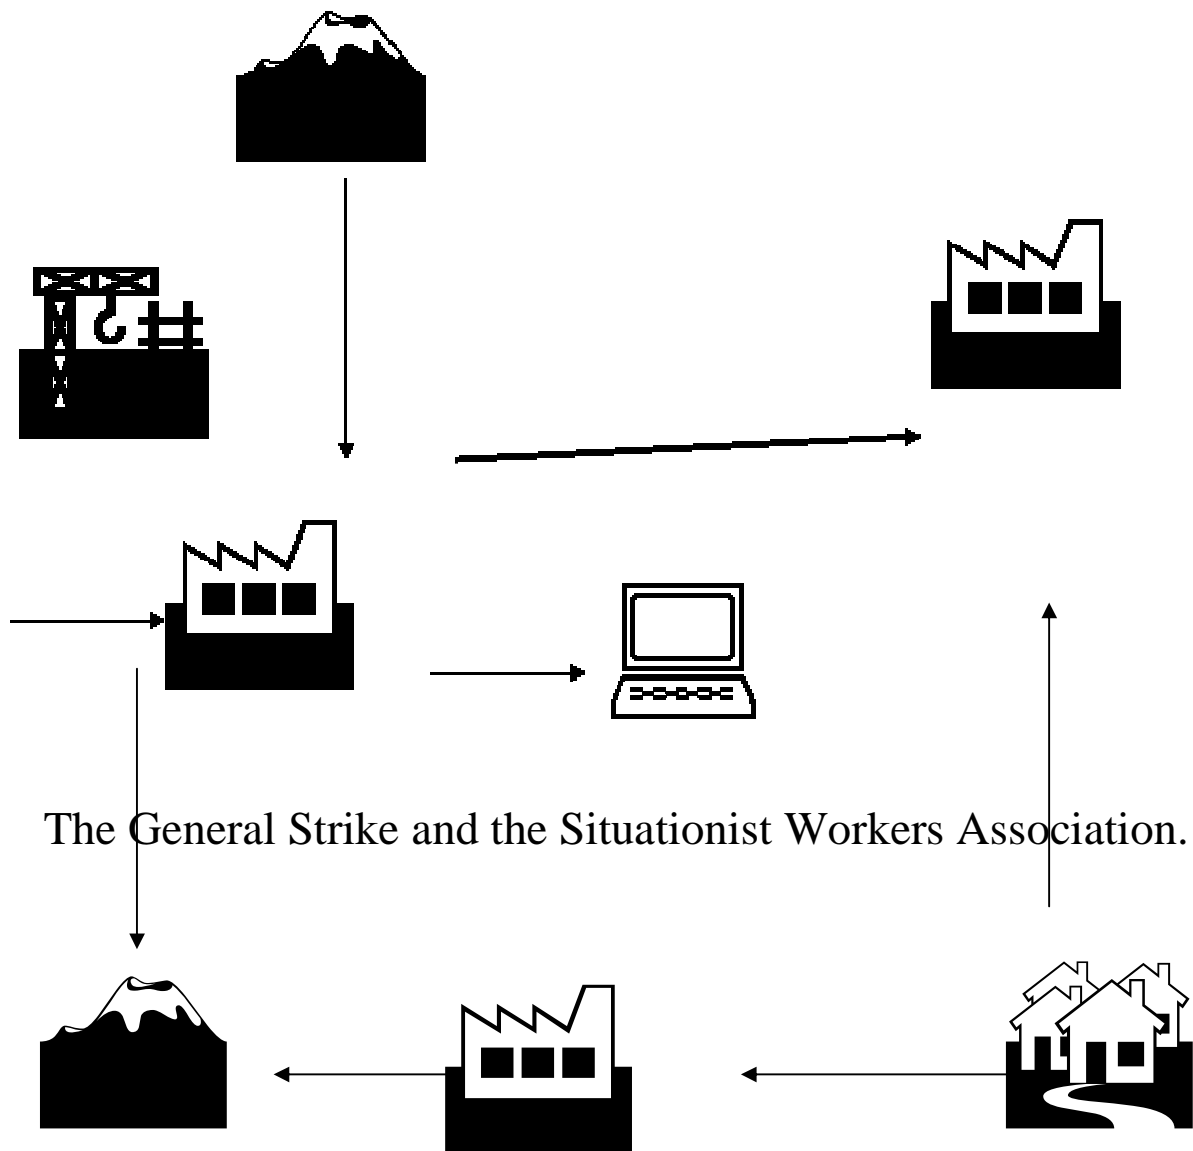 The General Strike and the Situationist Workers Association.